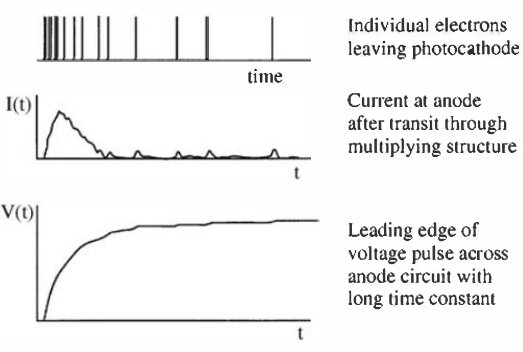 Individual electrons
leaving photocathode
time
I(t)
Current at anode
after transit through
multiplying structure
t
V(t)
Leading edge of
voltage pulse across
anode circuit with
long time constant
t